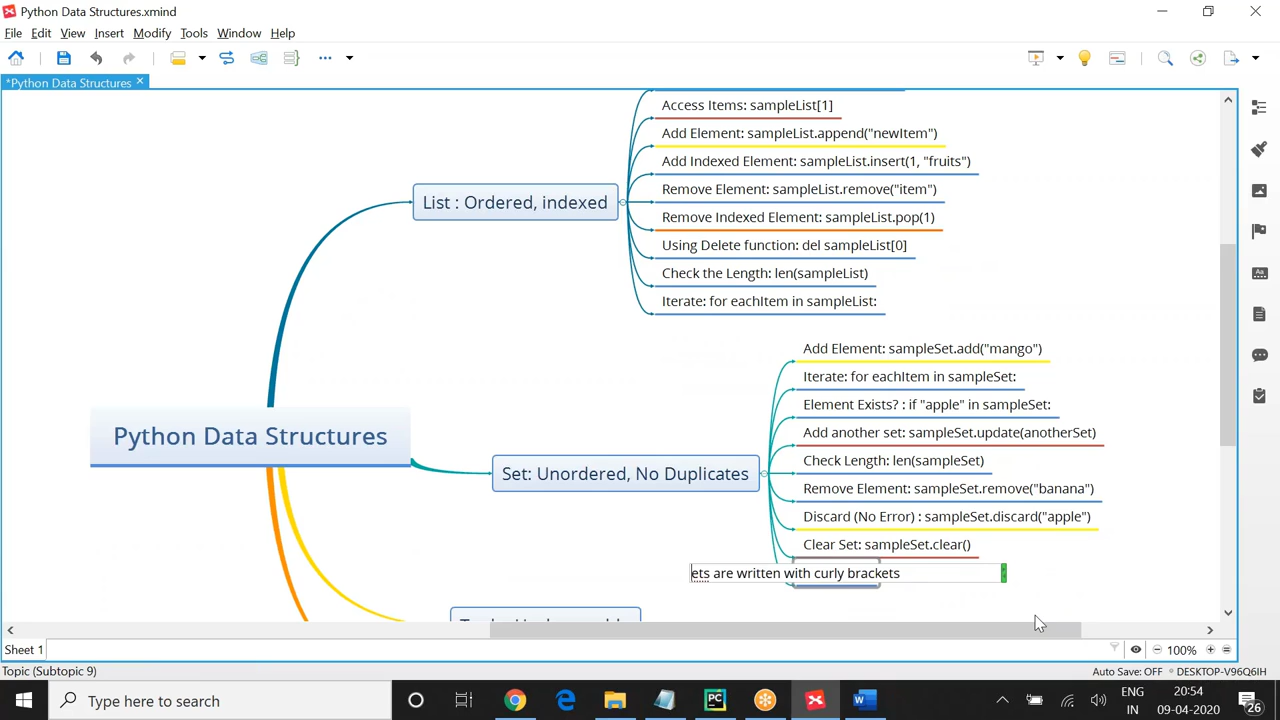 Python Data Structures.xmind
File Edit View Insert Modify Tools Window Help
*Python Data Structures
Access Items: sampleList[1]
Add Element: sampleList.append("newItem")
Add Indexed Element: sampleList.insert(1, "fruits")
Remove Element: sampleList.remove("item")
List : Ordered, indexed
Remove Indexed Element: sampleList.pop(1)
Using Delete function: del sampleList[0]
Check the Length: len(sampleList)
Iterate: for eachItem in sampleList:
Add Element: sampleSet.add("mango")
Iterate: for eachItem in sampleSet:
Element Exists? : if "apple" in sampleSet:
Python Data Structures
Add another set: sampleSet.update(anotherSet)
Check Length: len(sampleSet)
Set: Unordered, No Duplicates
Remove Element: sampleSet.remove("banana")
Discard (No Error) : sampleSet.discard("apple")
Clear Set: sampleSet.clear()
ets are written with curly brackets
Sheet 1
100%
Topic (Subtopic 9)
Auto Save: OFF
DESKTOP-V96Q6IH
Type here to search
ENG
IN
20:54
09-04-2020
26